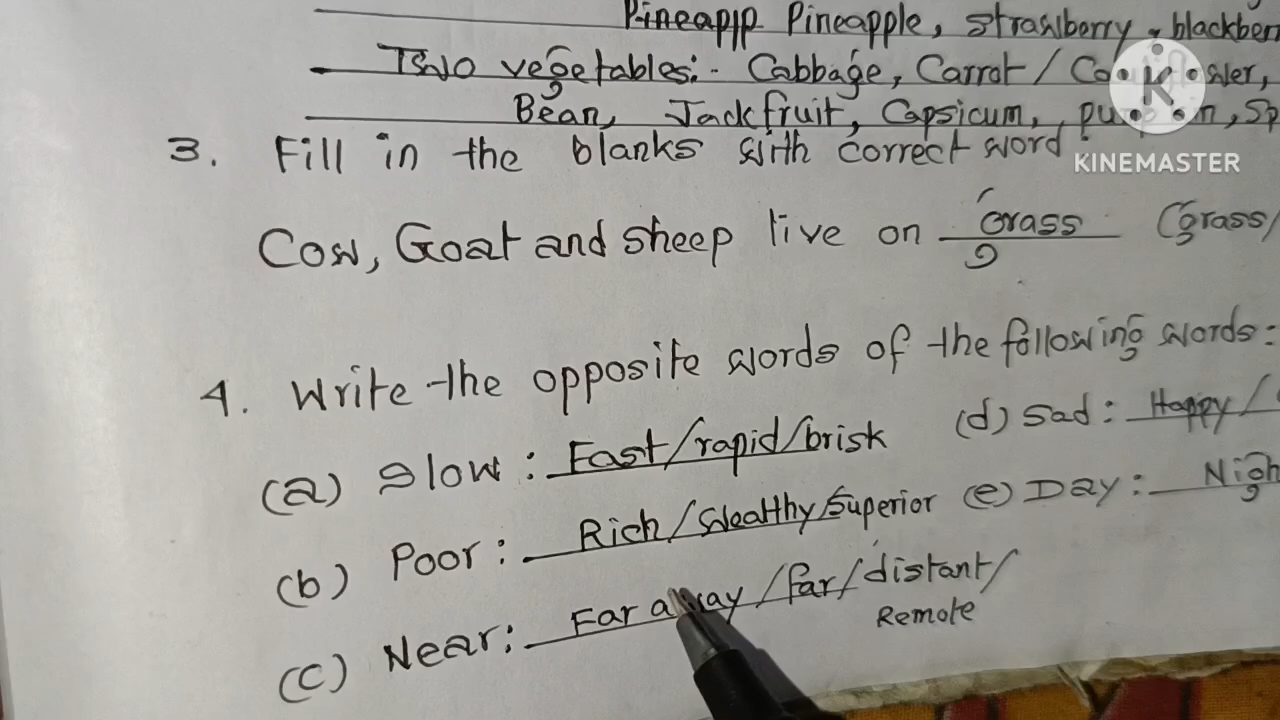 Pineapp Pineapple, strawberry, blackberr
Two vegetables:- Cabbage, Carrot /
Bean, Jackfruit, Capsicum,
KINEMASTER
3. Fill in the blanks with correct word:
Cow, Goat and sheep live on Grass (grass/
4. Write the opposite words of the following words:
(a) Slow: Fast/rapid/brisk (d) Sad: Happy/
(b) Poor: Rich/Wealthy/Superior (e) Day: Nigh
(c) Near: Far away/far/distant/
Remote